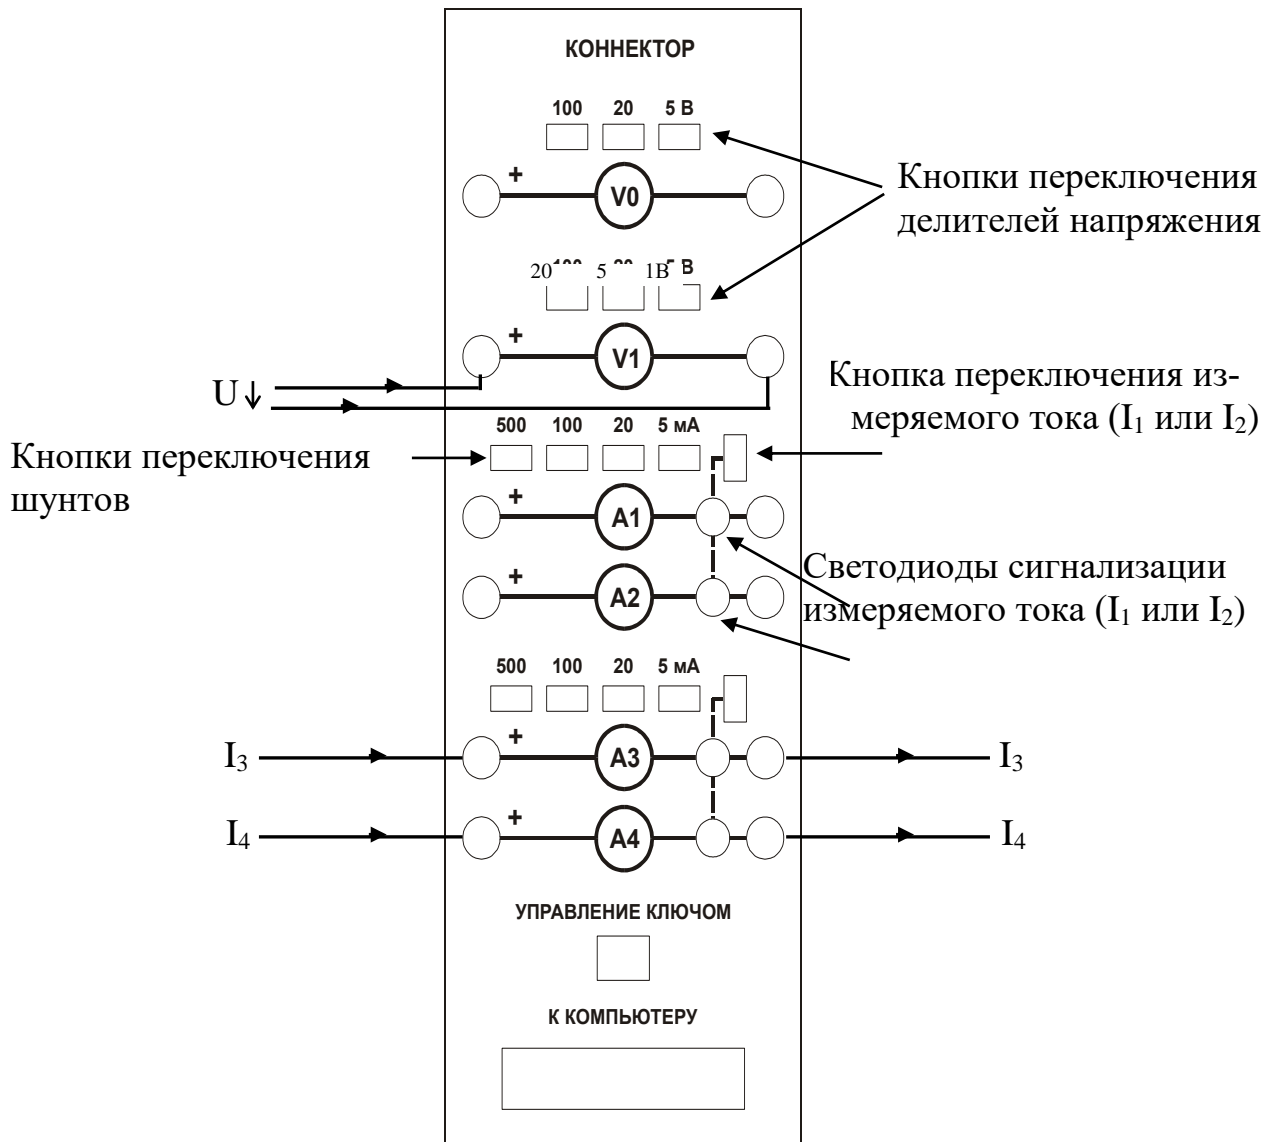 КОННЕКТОР
100 20 5 В
+
V0
Кнопки переключения
делителей напряжения
20 5 1В В
+
V1
U
Кнопка переключения из-
меряемого тока (I₁ или I₂)
500 100 20 5 мА
Кнопки переключения
шунтов
+
A1
Светодиоды сигнализации
измеряемого тока (I₁ или I₂)
+
A2
500 100 20 5 мА
+
I₃ A3 I₃
+
I₄ A4 I₄
УПРАВЛЕНИЕ КЛЮЧОМ
К КОМПЬЮТЕРУ